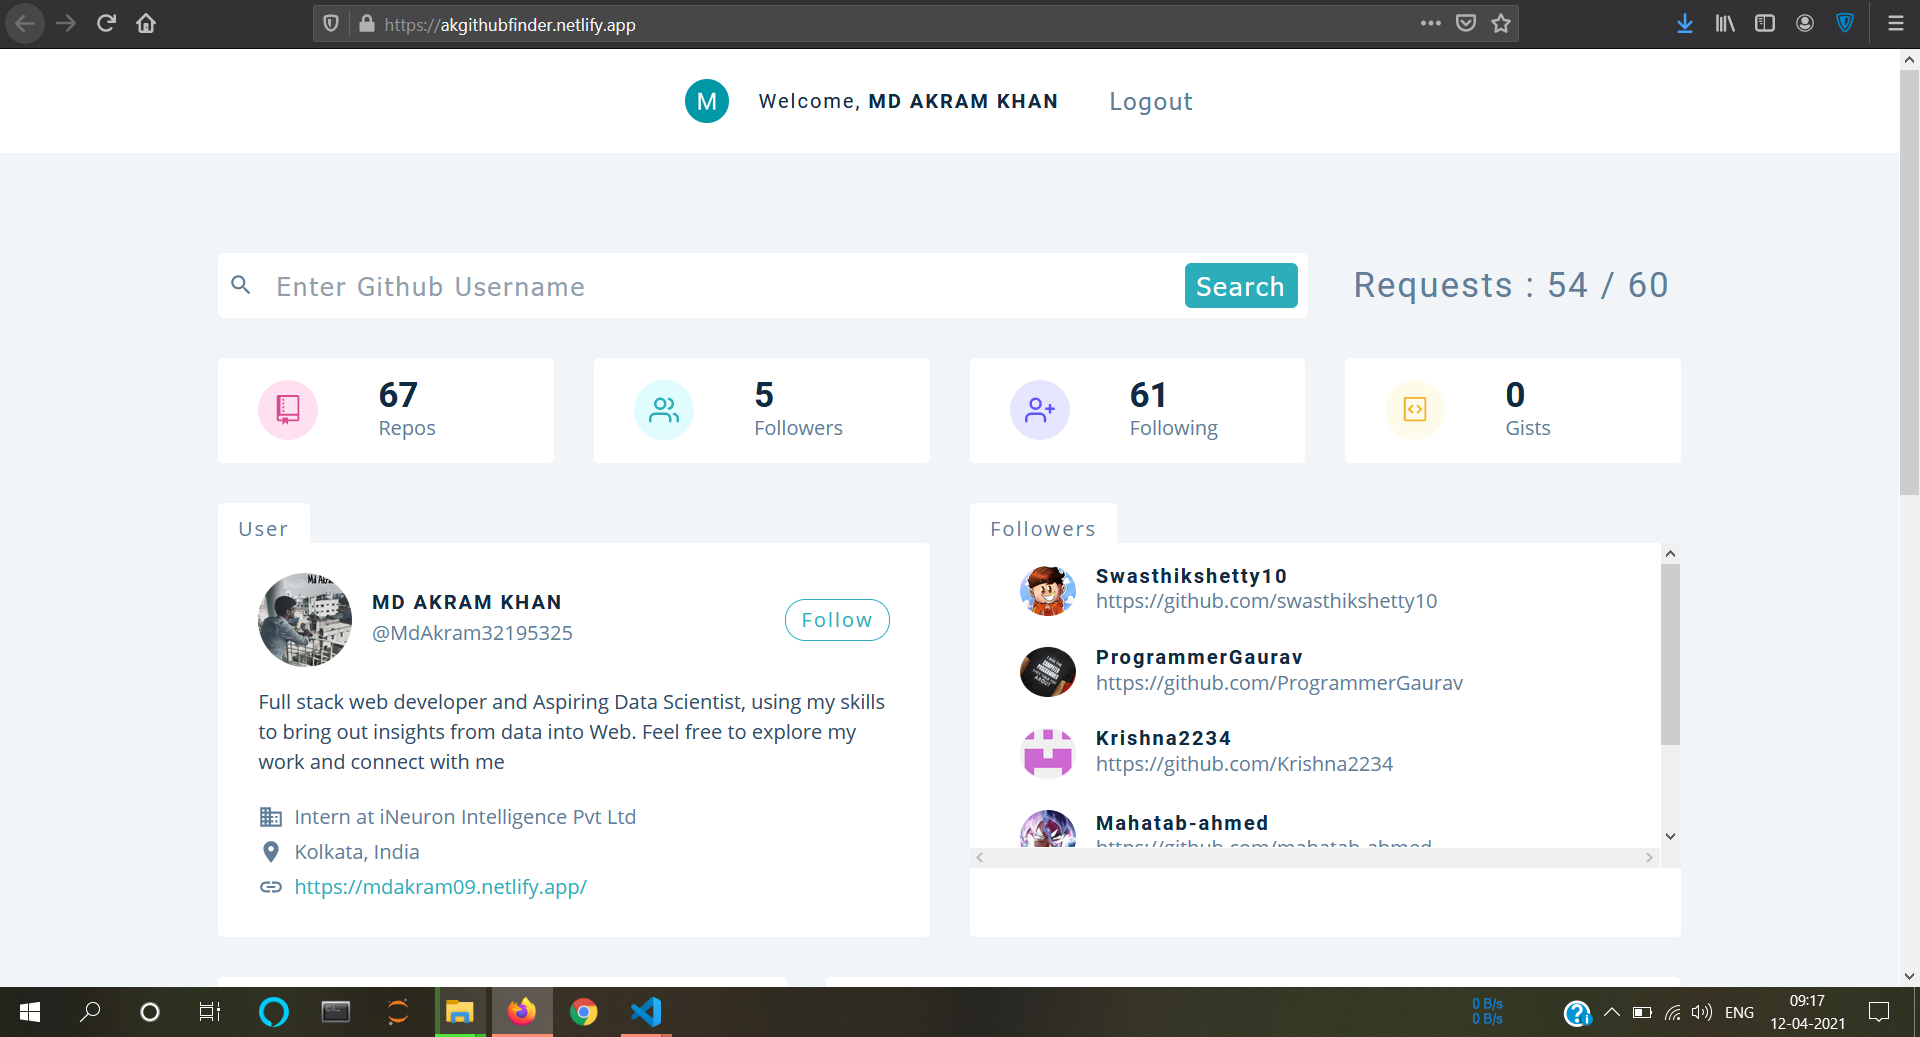 https://akgithubfinder.netlify.app
M
Welcome, MD AKRAM KHAN
Logout
Enter Github Username
Search
Requests : 54 / 60
67
Repos
5
Followers
61
Following
0
Gists
User
MD AKRAM KHAN
@MdAkram32195325
Follow
Full stack web developer and Aspiring Data Scientist, using my skills
to bring out insights from data into Web. Feel free to explore my
work and connect with me
Intern at iNeuron Intelligence Pvt Ltd
Kolkata, India
https://mdakram09.netlify.app/
Followers
Swasthikshetty10
https://github.com/swasthikshetty10
ProgrammerGaurav
https://github.com/ProgrammerGaurav
Krishna2234
https://github.com/Krishna2234
Mahatab-ahmed
https://github.com/mahatab-ahmed
0 B/s
0 B/s
ENG
09:17
12-04-2021